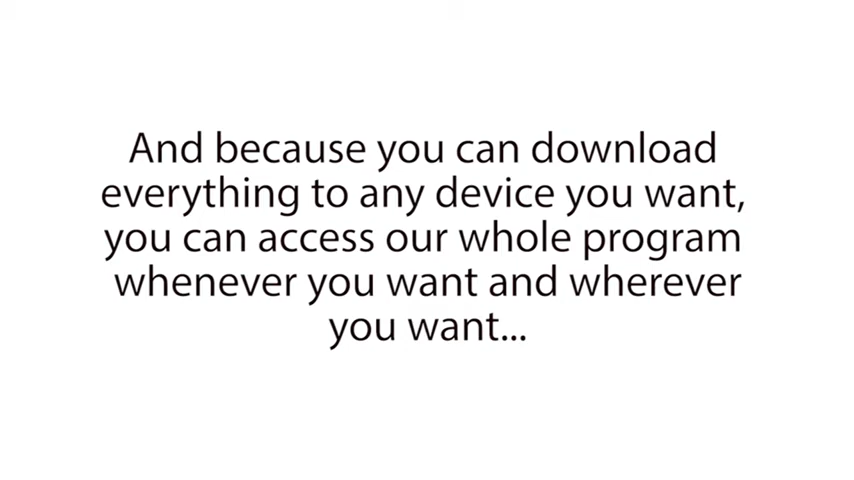 And because you can download
everything to any device you want,
you can access our whole program
whenever you want and wherever
you want...